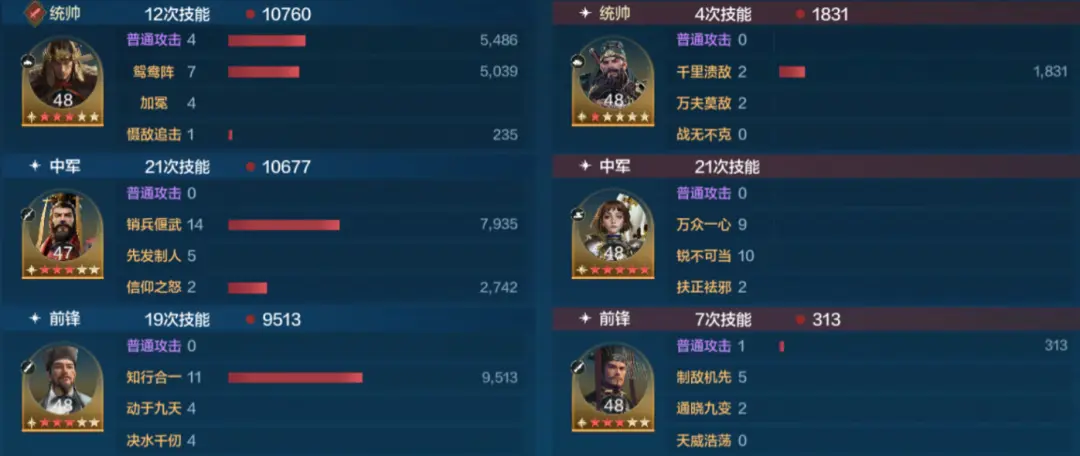 统帅 12次技能 10760
普通攻击 4 5,486
鸳鸯阵 7 5,039
加冕 4
慑敌追击 1 235
48
中军 21次技能 10677
普通攻击 0
销兵偃武 14 7,935
先发制人 5
信仰之怒 2 2,742
47
前锋 19次技能 9513
普通攻击 0
知行合一 11 9,513
动于九天 4
决水千仞 4
48
统帅 4次技能 1831
普通攻击 0
千里溃敌 2 1,831
万夫莫敌 2
战无不克 0
48
中军 21次技能
普通攻击 0
万众一心 9
锐不可当 10
扶正祛邪 2
48
前锋 7次技能 313
普通攻击 1 313
制敌机先 5
通晓九变 2
天威浩荡 0
48